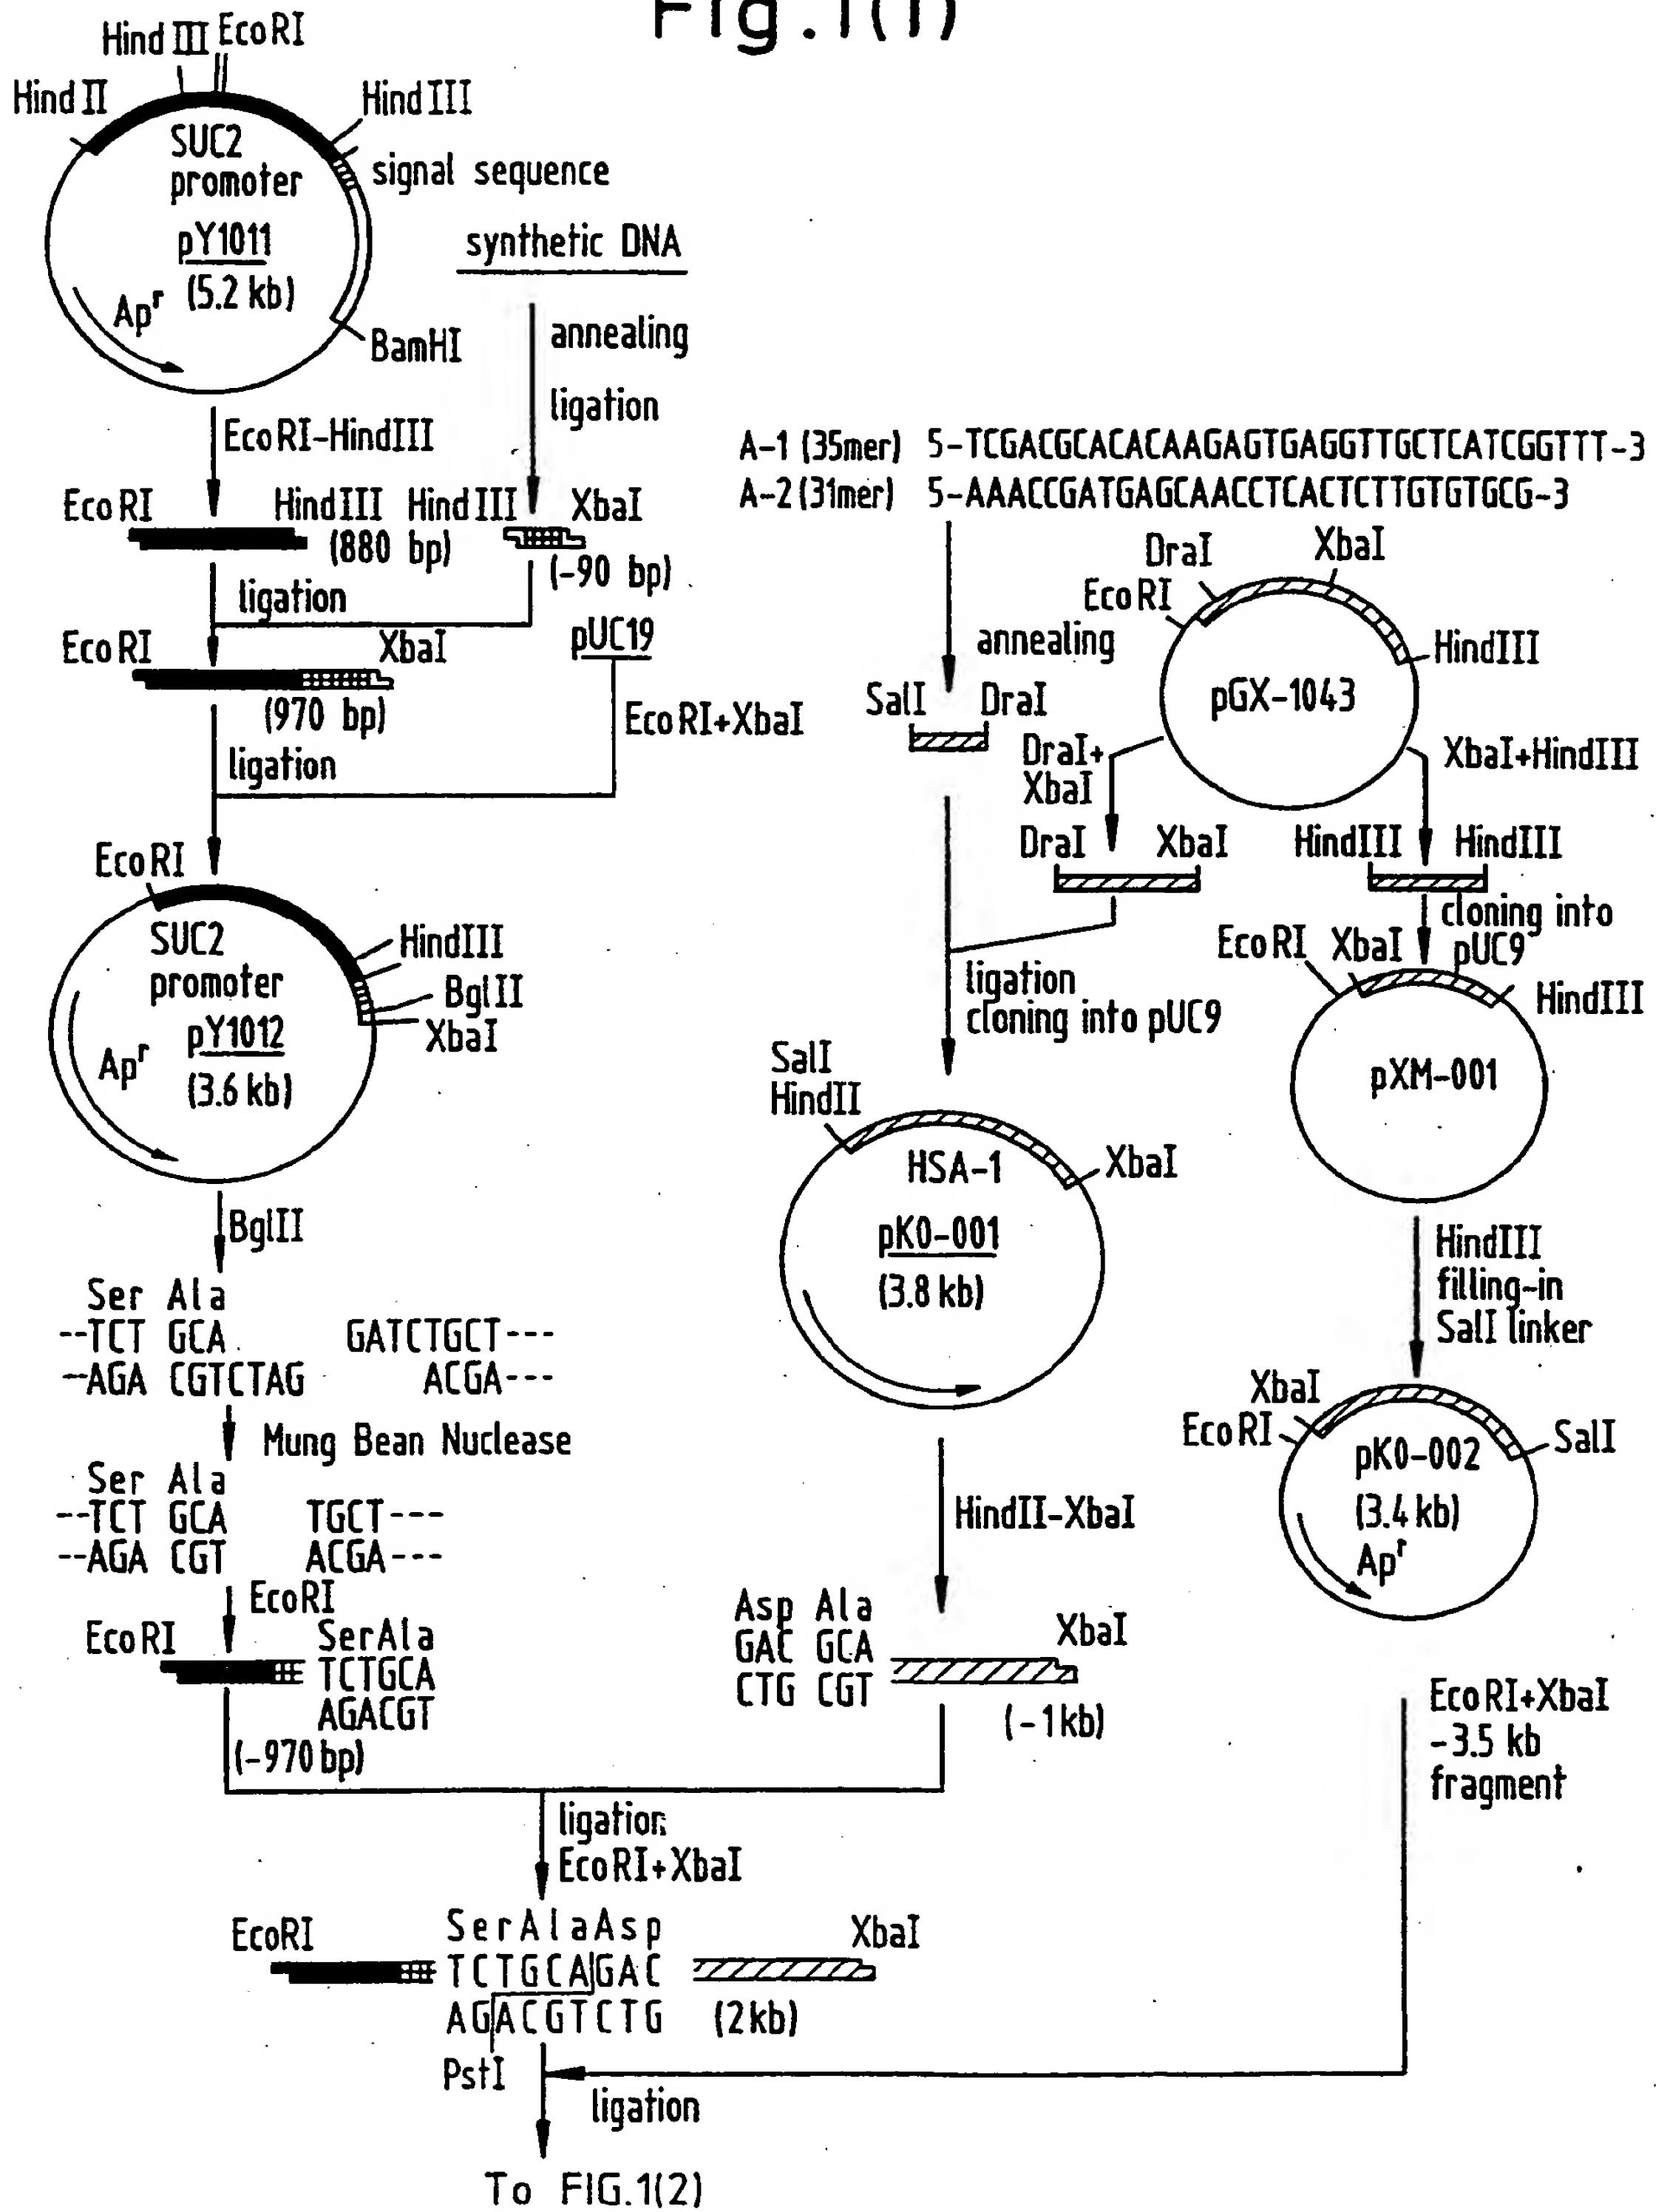 Fig.1(1)
Hind III EcoRI
Hind II
Hind III
SUC2
promoter
signal sequence
pY1011
(5.2 kb)
Apr
BamHI
synthetic DNA
annealing
ligation
EcoRI-HindIII
EcoRI HindIII HindIII XbaI
(880 bp)
(-90 bp)
ligation
EcoRI XbaI
(970 bp)
pUC19
EcoRI+XbaI
ligation
EcoRI
SUC2
promoter
pY1012
(3.6 kb)
Apr
HindIII
BglII
XbaI
BglII
Ser Ala
--TCT GCA GATCTGCT---
--AGA CGTCTAG ACGA---
Mung Bean Nuclease
Ser Ala
--TCT GCA TGCT---
--AGA CGT ACGA---
EcoRI
EcoRI SerAla
TCTGCA
AGACGT
(-970bp)
A-1 (35mer) 5-TCGACGCACACAAGAGTGAGGTTGCTCATCGGTTT-3
A-2 (31mer) 5-AAACCGATGAGCAACCTCACTCTTGTGTGCG-3
annealing
SalI DraI
DraI XbaI
EcoRI
HindIII
pGX-1043
DraI+
XbaI
XbaI+HindIII
DraI XbaI
HindIII HindIII
cloning into
pUC9
ligation
cloning into pUC9
EcoRI XbaI
HindIII
pXM-001
SalI
HindII
XbaI
HSA-1
pK0-001
(3.8 kb)
HindIII
filling-in
SalI linker
XbaI
EcoRI
SalI
pK0-002
(3.4 kb)
Apr
HindII-XbaI
Asp Ala
GAC GCA
CTG CGT
XbaI
(-1kb)
EcoRI+XbaI
-3.5 kb
fragment
ligation
EcoRI+XbaI
EcoRI SerAlaAsp XbaI
TCTGCAGAC
AGACGTCTG (2kb)
PstI
ligation
To FIG.1(2)